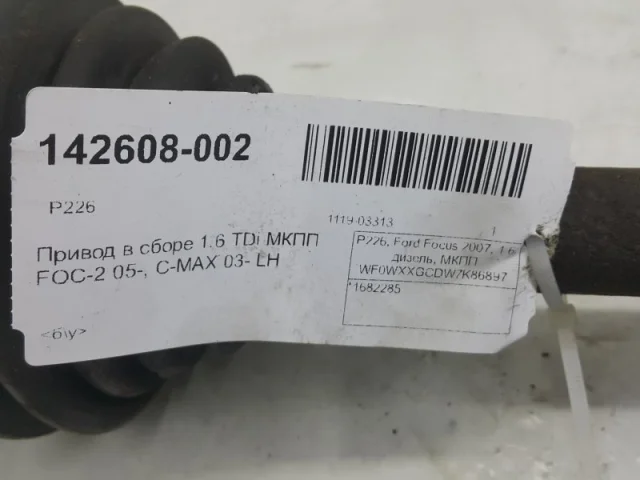 142608-002
P226
Привод в сборе 1.6 TDi МКПП
FOC-2 05-, C-MAX 03- LH
<б\у>
1119-03313 1
P226, Ford Focus 2007, 1.6
дизель, МКПП
WF0WXXGCDW7K86897
*1682285